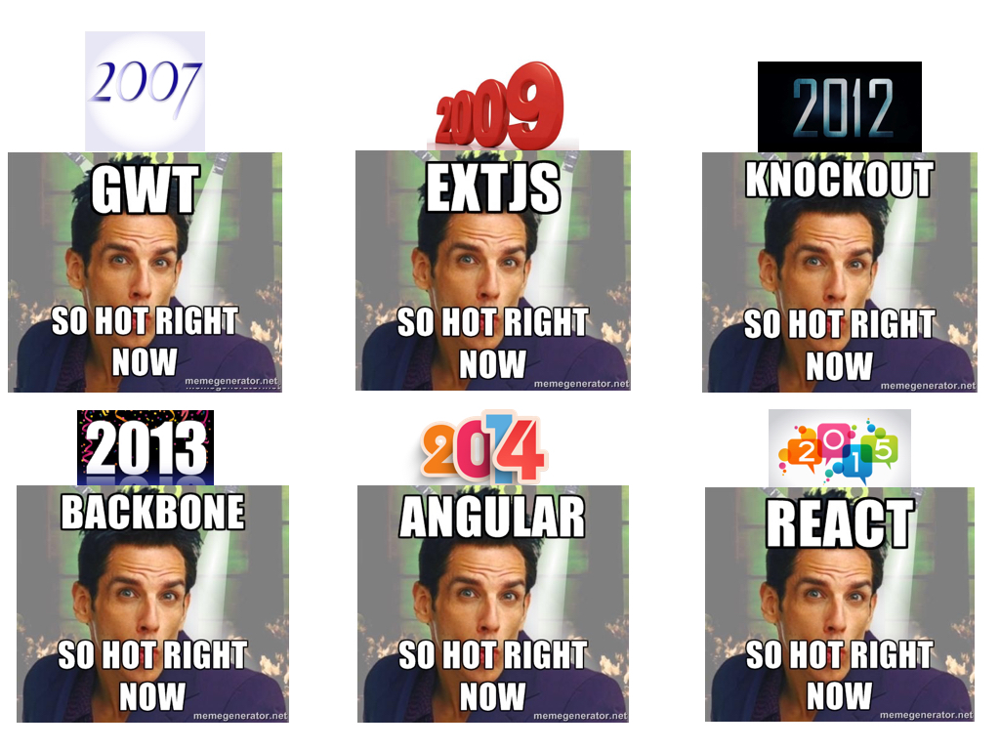 2007
2009
2012
GWT
SO HOT RIGHT
NOW
memegenerator.net
EXTJS
SO HOT RIGHT
NOW
memegenerator.net
KNOCKOUT
SO HOT RIGHT
NOW
memegenerator.net
2013
2014
2015
BACKBONE
SO HOT RIGHT
NOW
memegenerator.net
ANGULAR
SO HOT RIGHT
NOW
memegenerator.net
REACT
SO HOT RIGHT
NOW
memegenerator.net